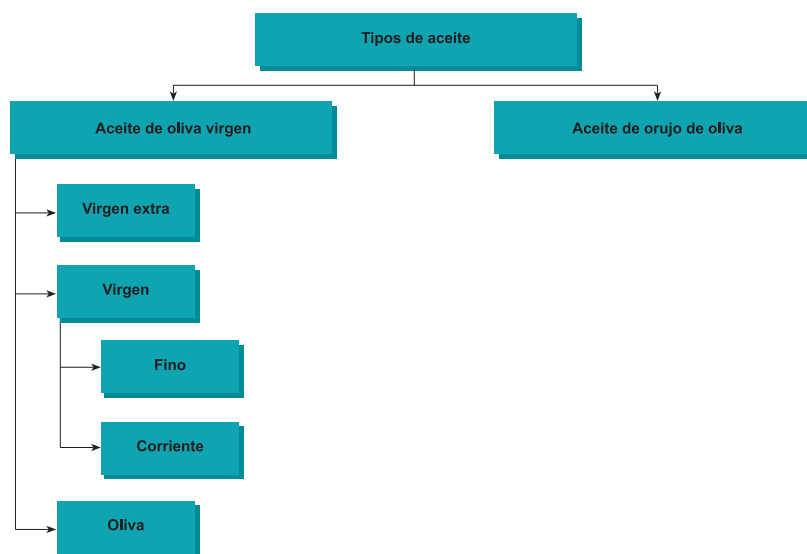 Tipos de aceite
Aceite de oliva virgen
Aceite de orujo de oliva
Virgen extra
Virgen
Fino
Corriente
Oliva